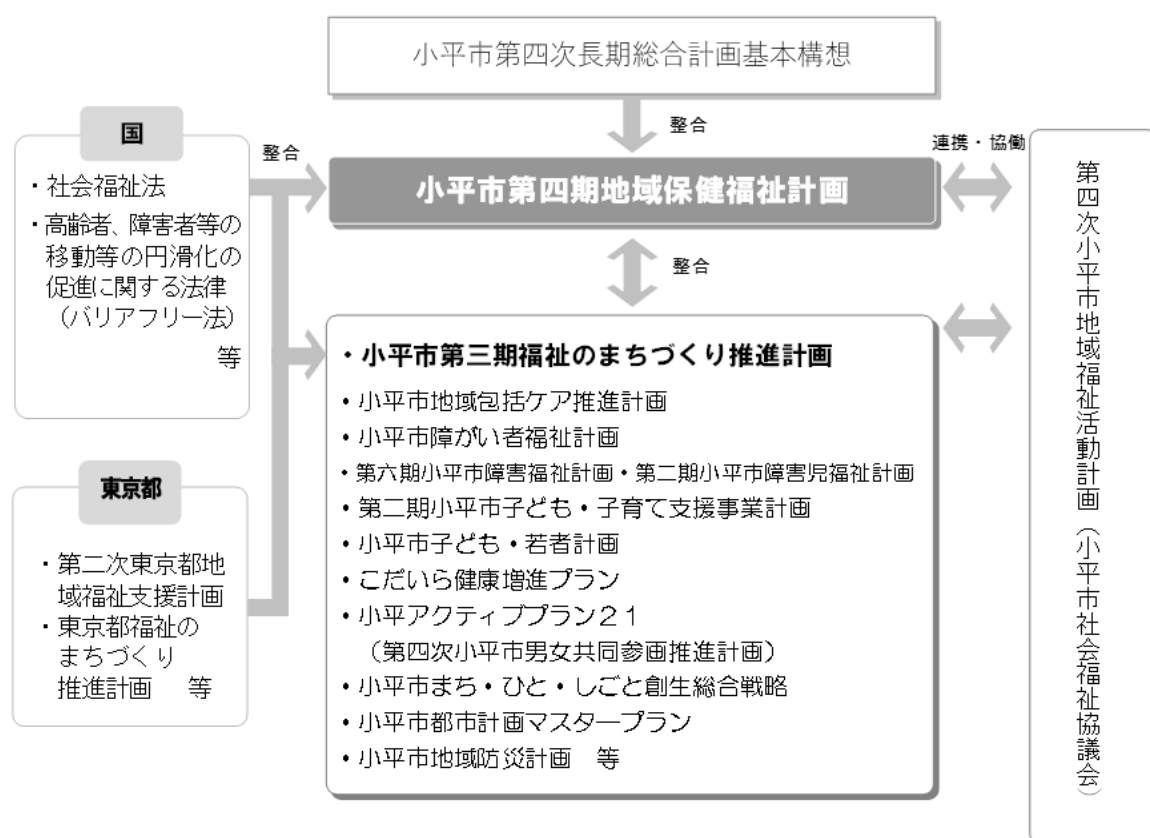 小平市第四次長期総合計画基本構想
整合
国
・社会福祉法
・高齢者、障害者等の
移動等の円滑化の
促進に関する法律
（バリアフリー法）
等
整合
小平市第四期地域保健福祉計画
連携・協働
整合
東京都
・第二次東京都地
域福祉支援計画
・東京都福祉の
まちづくり
推進計画　等
・小平市第三期福祉のまちづくり推進計画
・小平市地域包括ケア推進計画
・小平市障がい者福祉計画
・第六期小平市障害福祉計画・第二期小平市障害児福祉計画
・第二期小平市子ども・子育て支援事業計画
・小平市子ども・若者計画
・こだいら健康増進プラン
・小平アクティブプラン２１
（第四次小平市男女共同参画推進計画）
・小平市まち・ひと・しごと創生総合戦略
・小平市都市計画マスタープラン
・小平市地域防災計画　等
第四次小平市地域福祉活動計画（小平市社会福祉協議会）